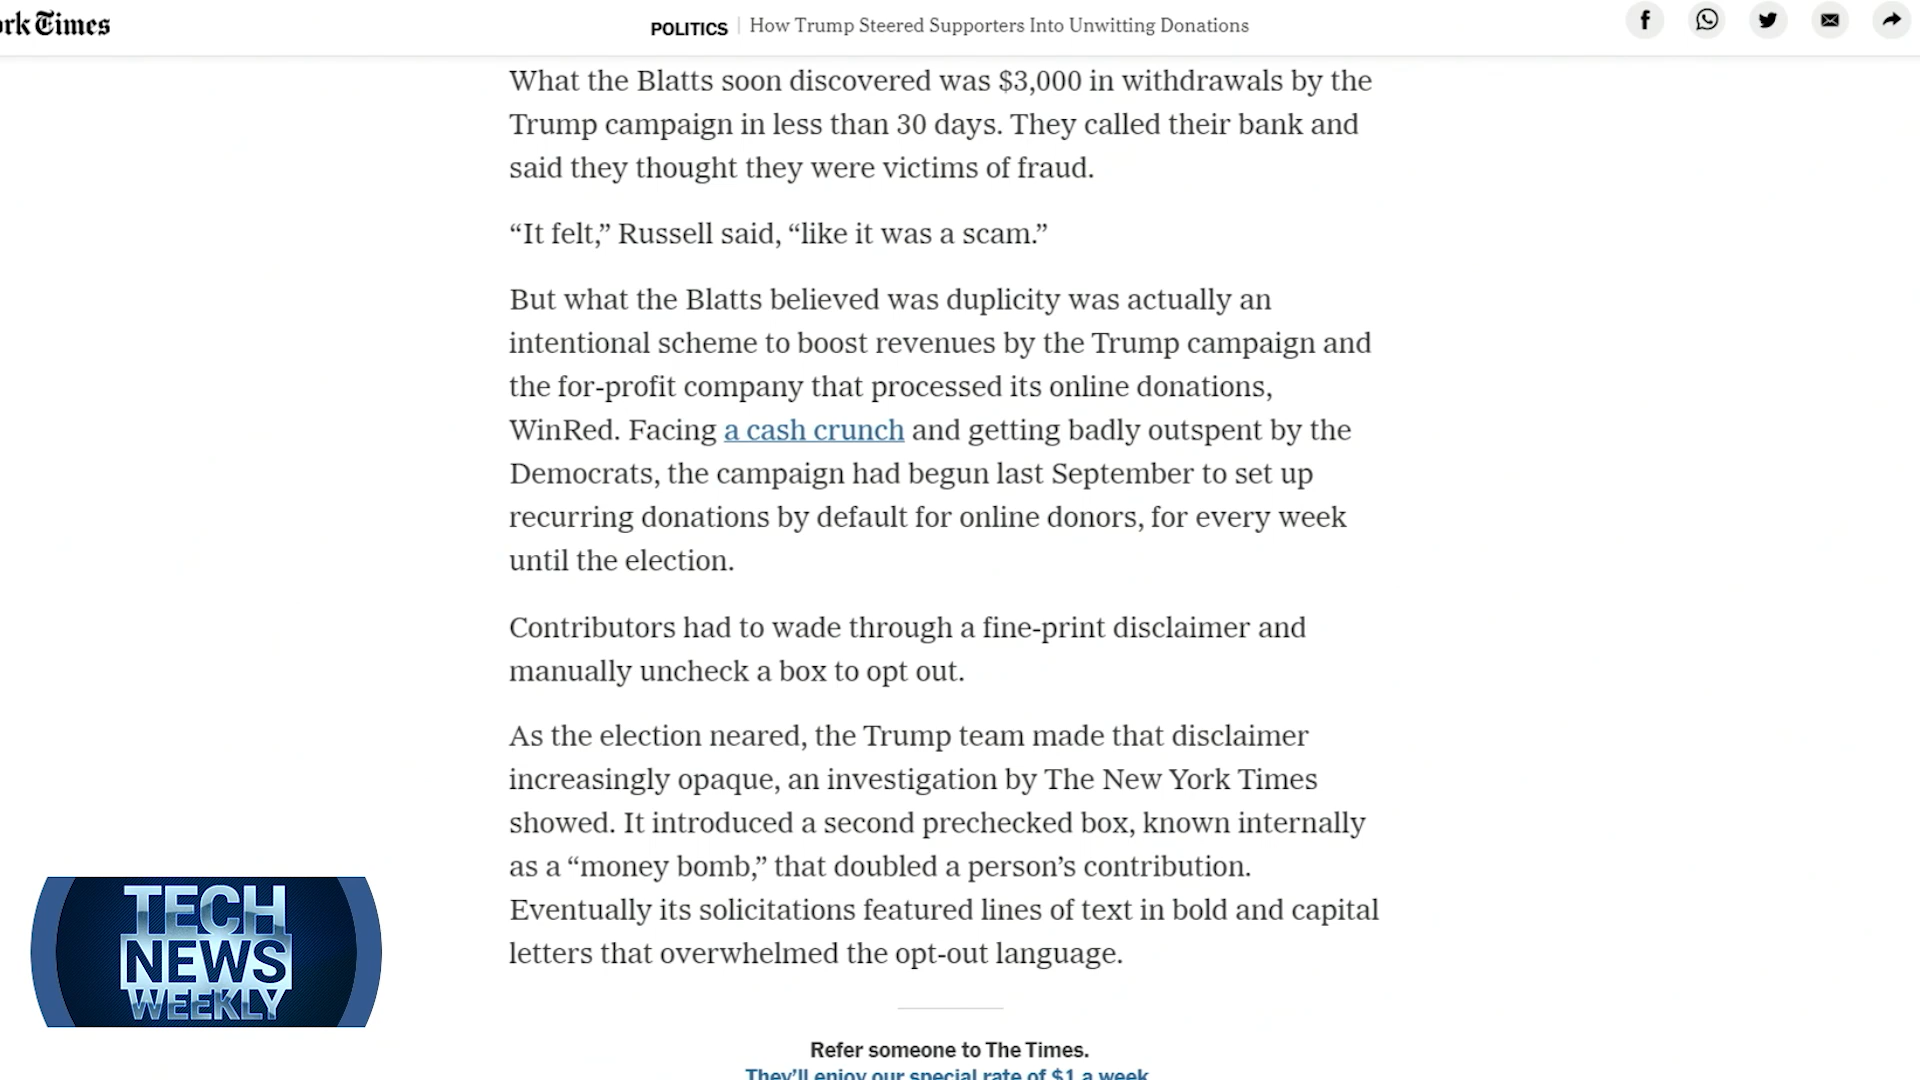 rk Times
POLITICS | How Trump Steered Supporters Into Unwitting Donations
What the Blatts soon discovered was $3,000 in withdrawals by the
Trump campaign in less than 30 days. They called their bank and
said they thought they were victims of fraud.
“It felt,” Russell said, “like it was a scam.”
But what the Blatts believed was duplicity was actually an
intentional scheme to boost revenues by the Trump campaign and
the for-profit company that processed its online donations,
WinRed. Facing a cash crunch and getting badly outspent by the
Democrats, the campaign had begun last September to set up
recurring donations by default for online donors, for every week
until the election.
Contributors had to wade through a fine-print disclaimer and
manually uncheck a box to opt out.
As the election neared, the Trump team made that disclaimer
increasingly opaque, an investigation by The New York Times
showed. It introduced a second prechecked box, known internally
as a “money bomb,” that doubled a person’s contribution.
Eventually its solicitations featured lines of text in bold and capital
letters that overwhelmed the opt-out language.
TECH
NEWS
WEEKLY
Refer someone to The Times.
They’ll enjoy our special rate of $1 a week